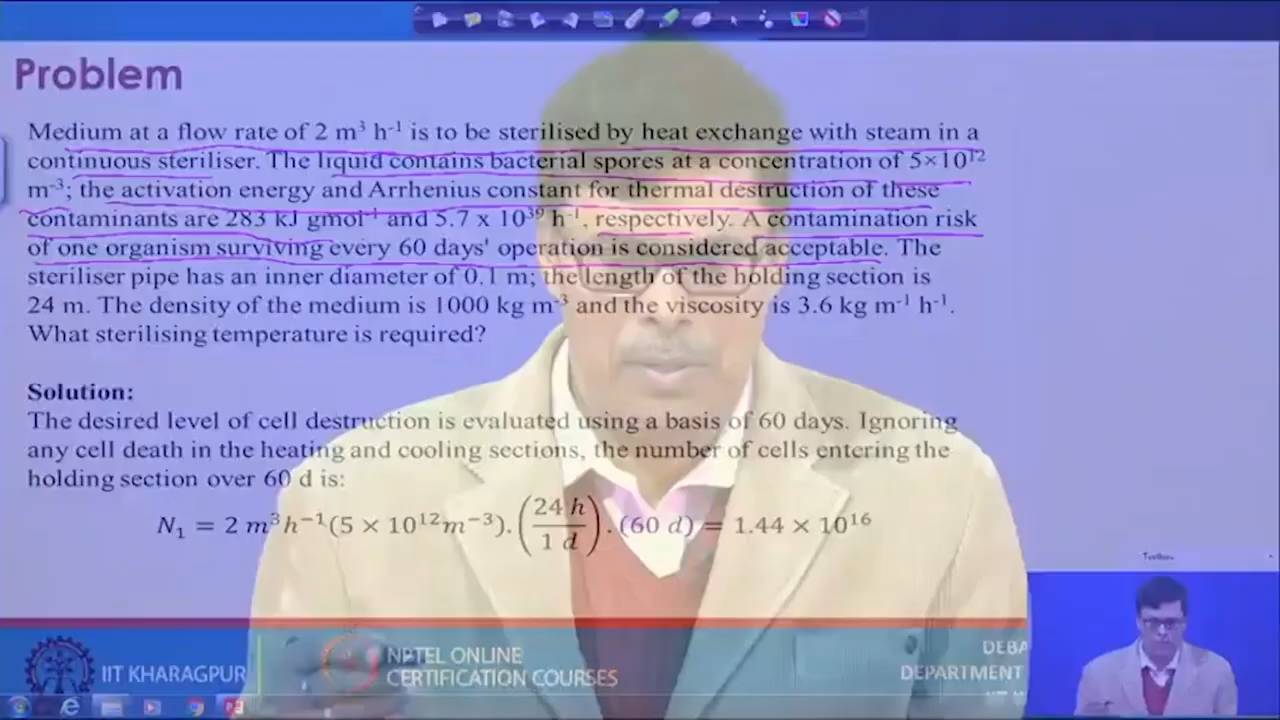 Problem
Medium at a flow rate of 2 m³ h⁻¹ is to be sterilised by heat exchange with steam in a
continuous steriliser. The liquid contains bacterial spores at a concentration of 5×10¹²
m⁻³; the activation energy and Arrhenius constant for thermal destruction of these
contaminants are 283 kJ gmol⁻¹ and 5.7 x 10³⁹ h⁻¹, respectively. A contamination risk
of one organism surviving every 60 days' operation is considered acceptable. The
steriliser pipe has an inner diameter of 0.1 m; the length of the holding section is
24 m. The density of the medium is 1000 kg m⁻³ and the viscosity is 3.6 kg m⁻¹ h⁻¹.
What sterilising temperature is required?
Solution:
The desired level of cell destruction is evaluated using a basis of 60 days. Ignoring
any cell death in the heating and cooling sections, the number of cells entering the
holding section over 60 d is:
N₁ = 2 m³h⁻¹(5 × 10¹²m⁻³). (24 h / 1 d) . (60 d) = 1.44 × 10¹⁶
IIT KHARAGPUR
NPTEL ONLINE
CERTIFICATION COURSES
DEBA
DEPARTMENT